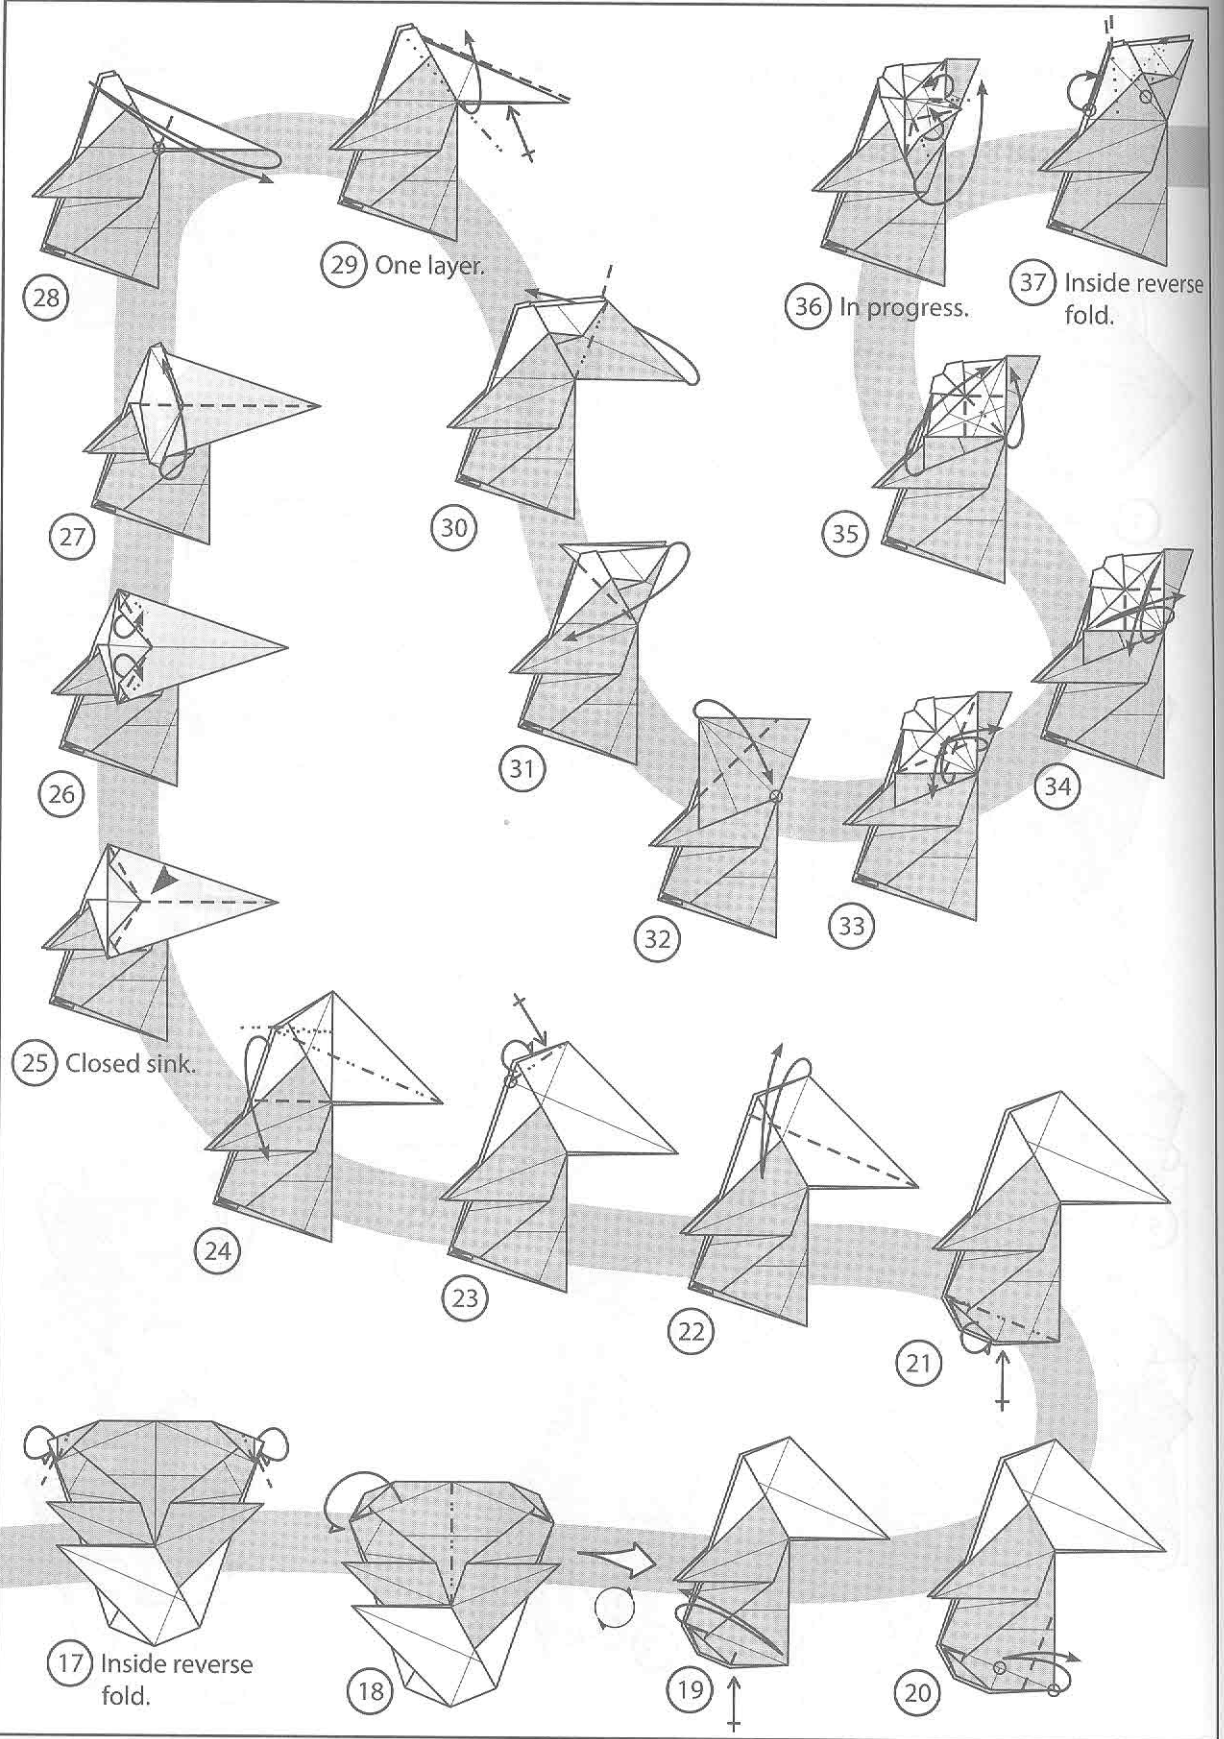 17 Inside reverse
fold.
18
19
20
21
22
23
24
25 Closed sink.
26
27
28
29 One layer.
30
31
32
33
34
35
36 In progress.
37 Inside reverse
fold.